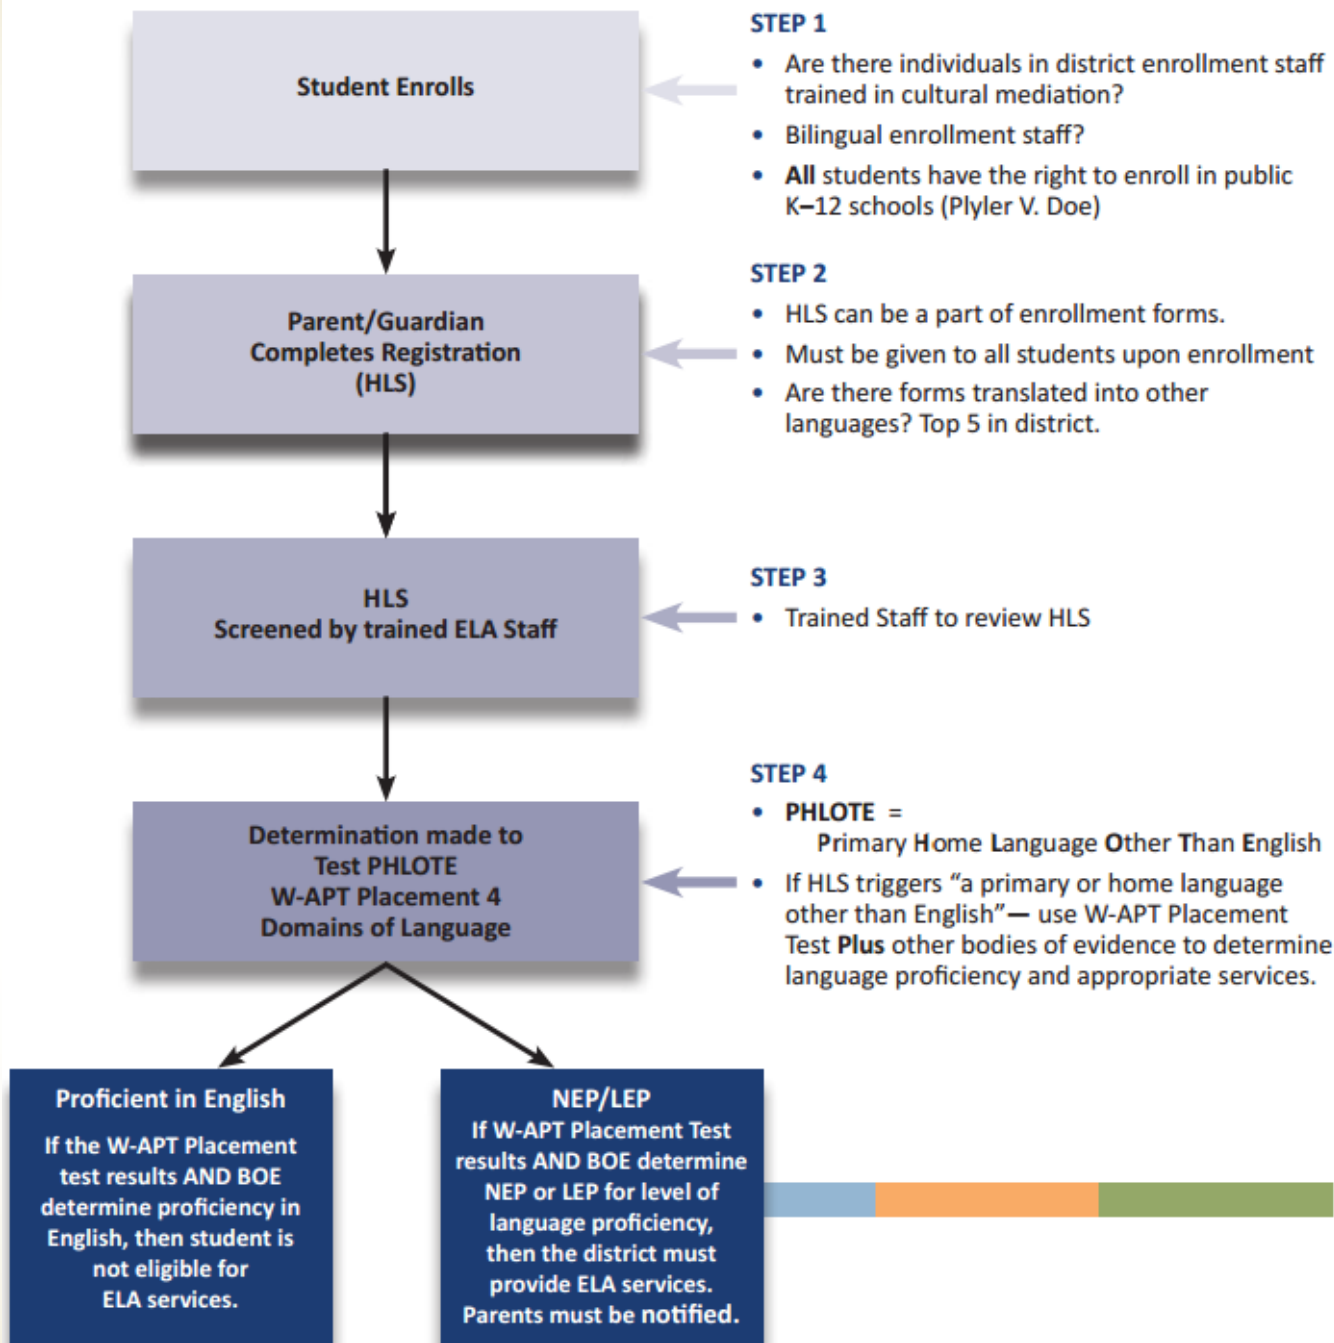 Student Enrolls
STEP 1
• Are there individuals in district enrollment staff
trained in cultural mediation?
• Bilingual enrollment staff?
• All students have the right to enroll in public
K–12 schools (Plyler V. Doe)
Parent/Guardian
Completes Registration
(HLS)
STEP 2
• HLS can be a part of enrollment forms.
• Must be given to all students upon enrollment
• Are there forms translated into other
languages? Top 5 in district.
HLS
Screened by trained ELA Staff
STEP 3
• Trained Staff to review HLS
Determination made to
Test PHLOTE
W-APT Placement 4
Domains of Language
STEP 4
• PHLOTE =
Primary Home Language Other Than English
• If HLS triggers “a primary or home language
other than English”— use W-APT Placement
Test Plus other bodies of evidence to determine
language proficiency and appropriate services.
Proficient in English
If the W-APT Placement
test results AND BOE
determine proficiency in
English, then student is
not eligible for
ELA services.
NEP/LEP
If W-APT Placement Test
results AND BOE determine
NEP or LEP for level of
language proficiency,
then the district must
provide ELA services.
Parents must be notified.